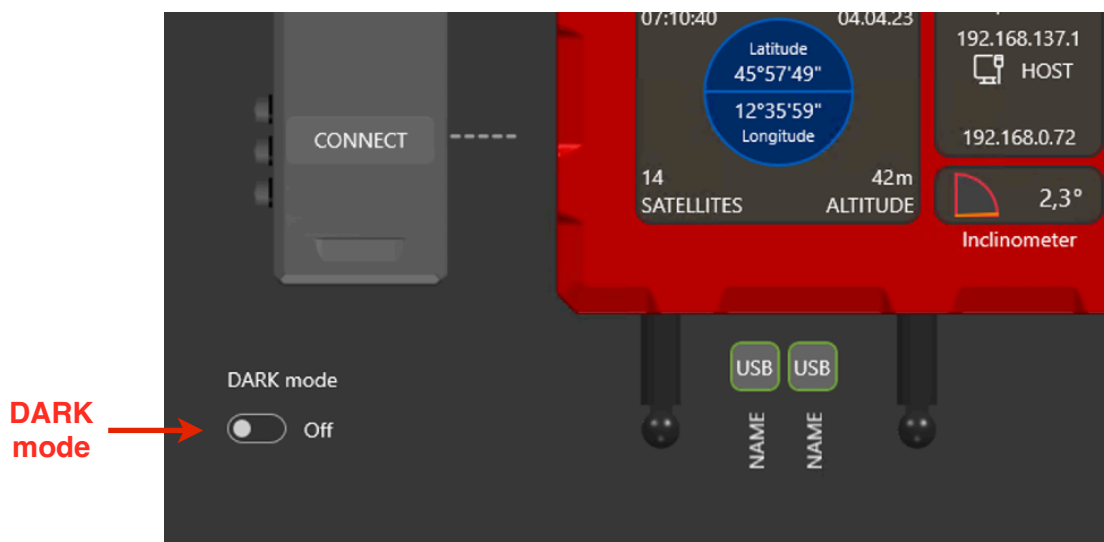 07:10:40 04.04.23
Latitude
45°57'49"
12°35'59"
Longitude
14 42m
SATELLITES ALTITUDE
192.168.137.1
HOST
192.168.0.72
2,3°
Inclinometer
CONNECT
USB USB
NAME NAME
DARK mode
Off
DARK
mode